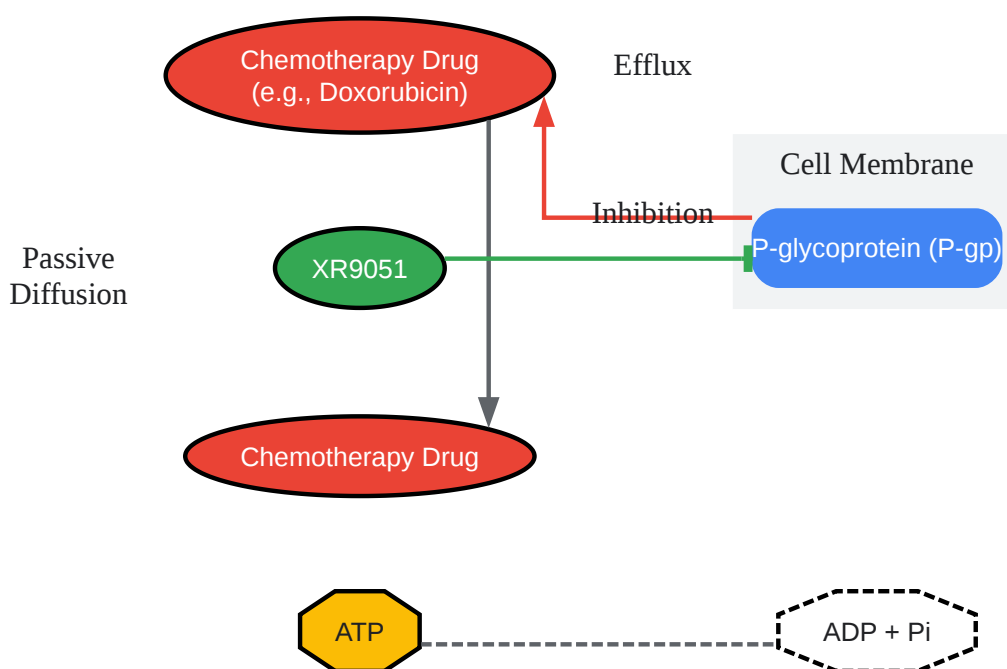 Chemotherapy Drug
(e.g., Doxorubicin)
Efflux
Cell Membrane
Inhibition
P-glycoprotein (P-gp)
Passive
Diffusion
XR9051
Chemotherapy Drug
ATP
ADP + Pi